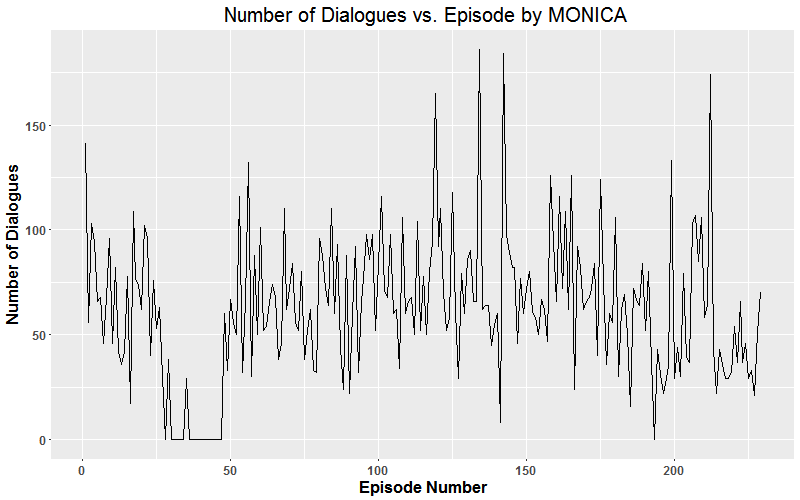 Number of Dialogues vs. Episode by MONICA
Number of Dialogues
150
100
50
0
0 50 100 150 200
Episode Number